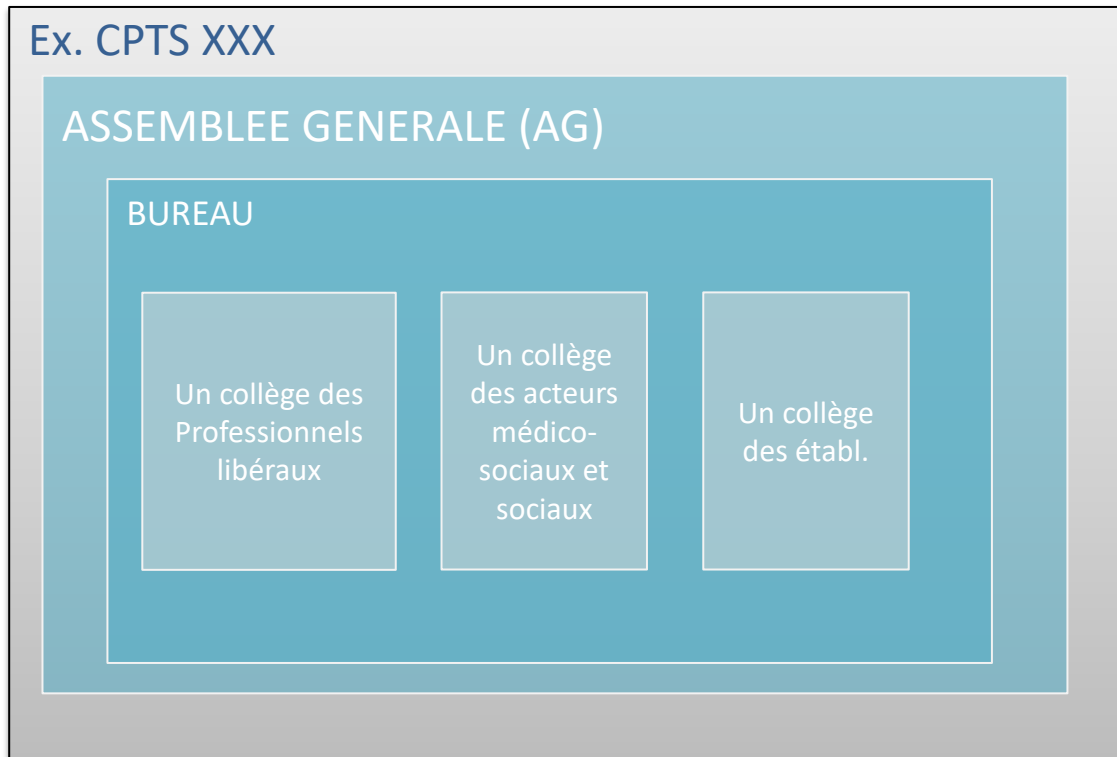 Ex. CPTS XXX
ASSEMBLEE GENERALE (AG)
BUREAU
Un collège des
Professionnels
libéraux
Un collège
des acteurs
médico-
sociaux et
sociaux
Un collège
des établ.